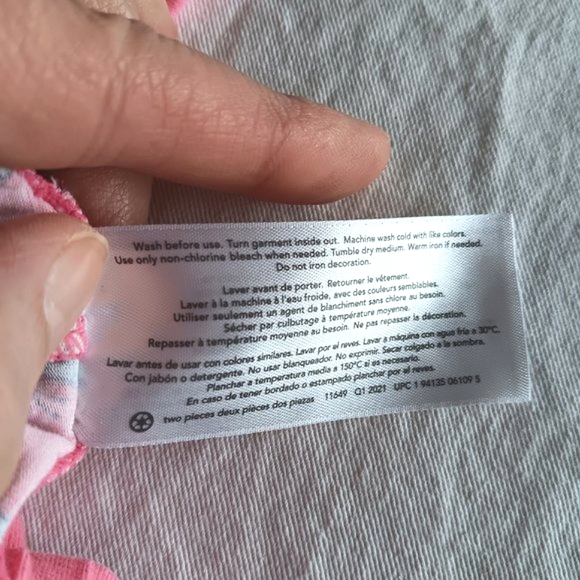 Wash before use. Turn garment inside out. Machine wash cold with like colors.
Use only non-chlorine bleach when needed. Tumble dry medium. Warm iron if needed.
Do not iron decoration.
Laver avant de porter. Retourner le vêtement.
Laver à la machine à l'eau froide, avec des couleurs semblables.
Utiliser seulement un agent de blanchiment sans chlore au besoin.
Sécher par culbutage à température moyenne.
Repasser à température moyenne au besoin. Ne pas repasser la décoration.
Lavar antes de usar con colores similares. Lavar por el reves. Lavar a máquina con agua fria a 30°C.
Con jabón o detergente. No usar blanqueador. No exprimir. Secar colgado a la sombra.
Planchar a temperatura media a 150°C si es necesario.
En caso de tener bordado o estampado planchar por el reves.
two pieces deux pièces dos piezas 11649 Q1 2021 UPC 1 94135 06109 5